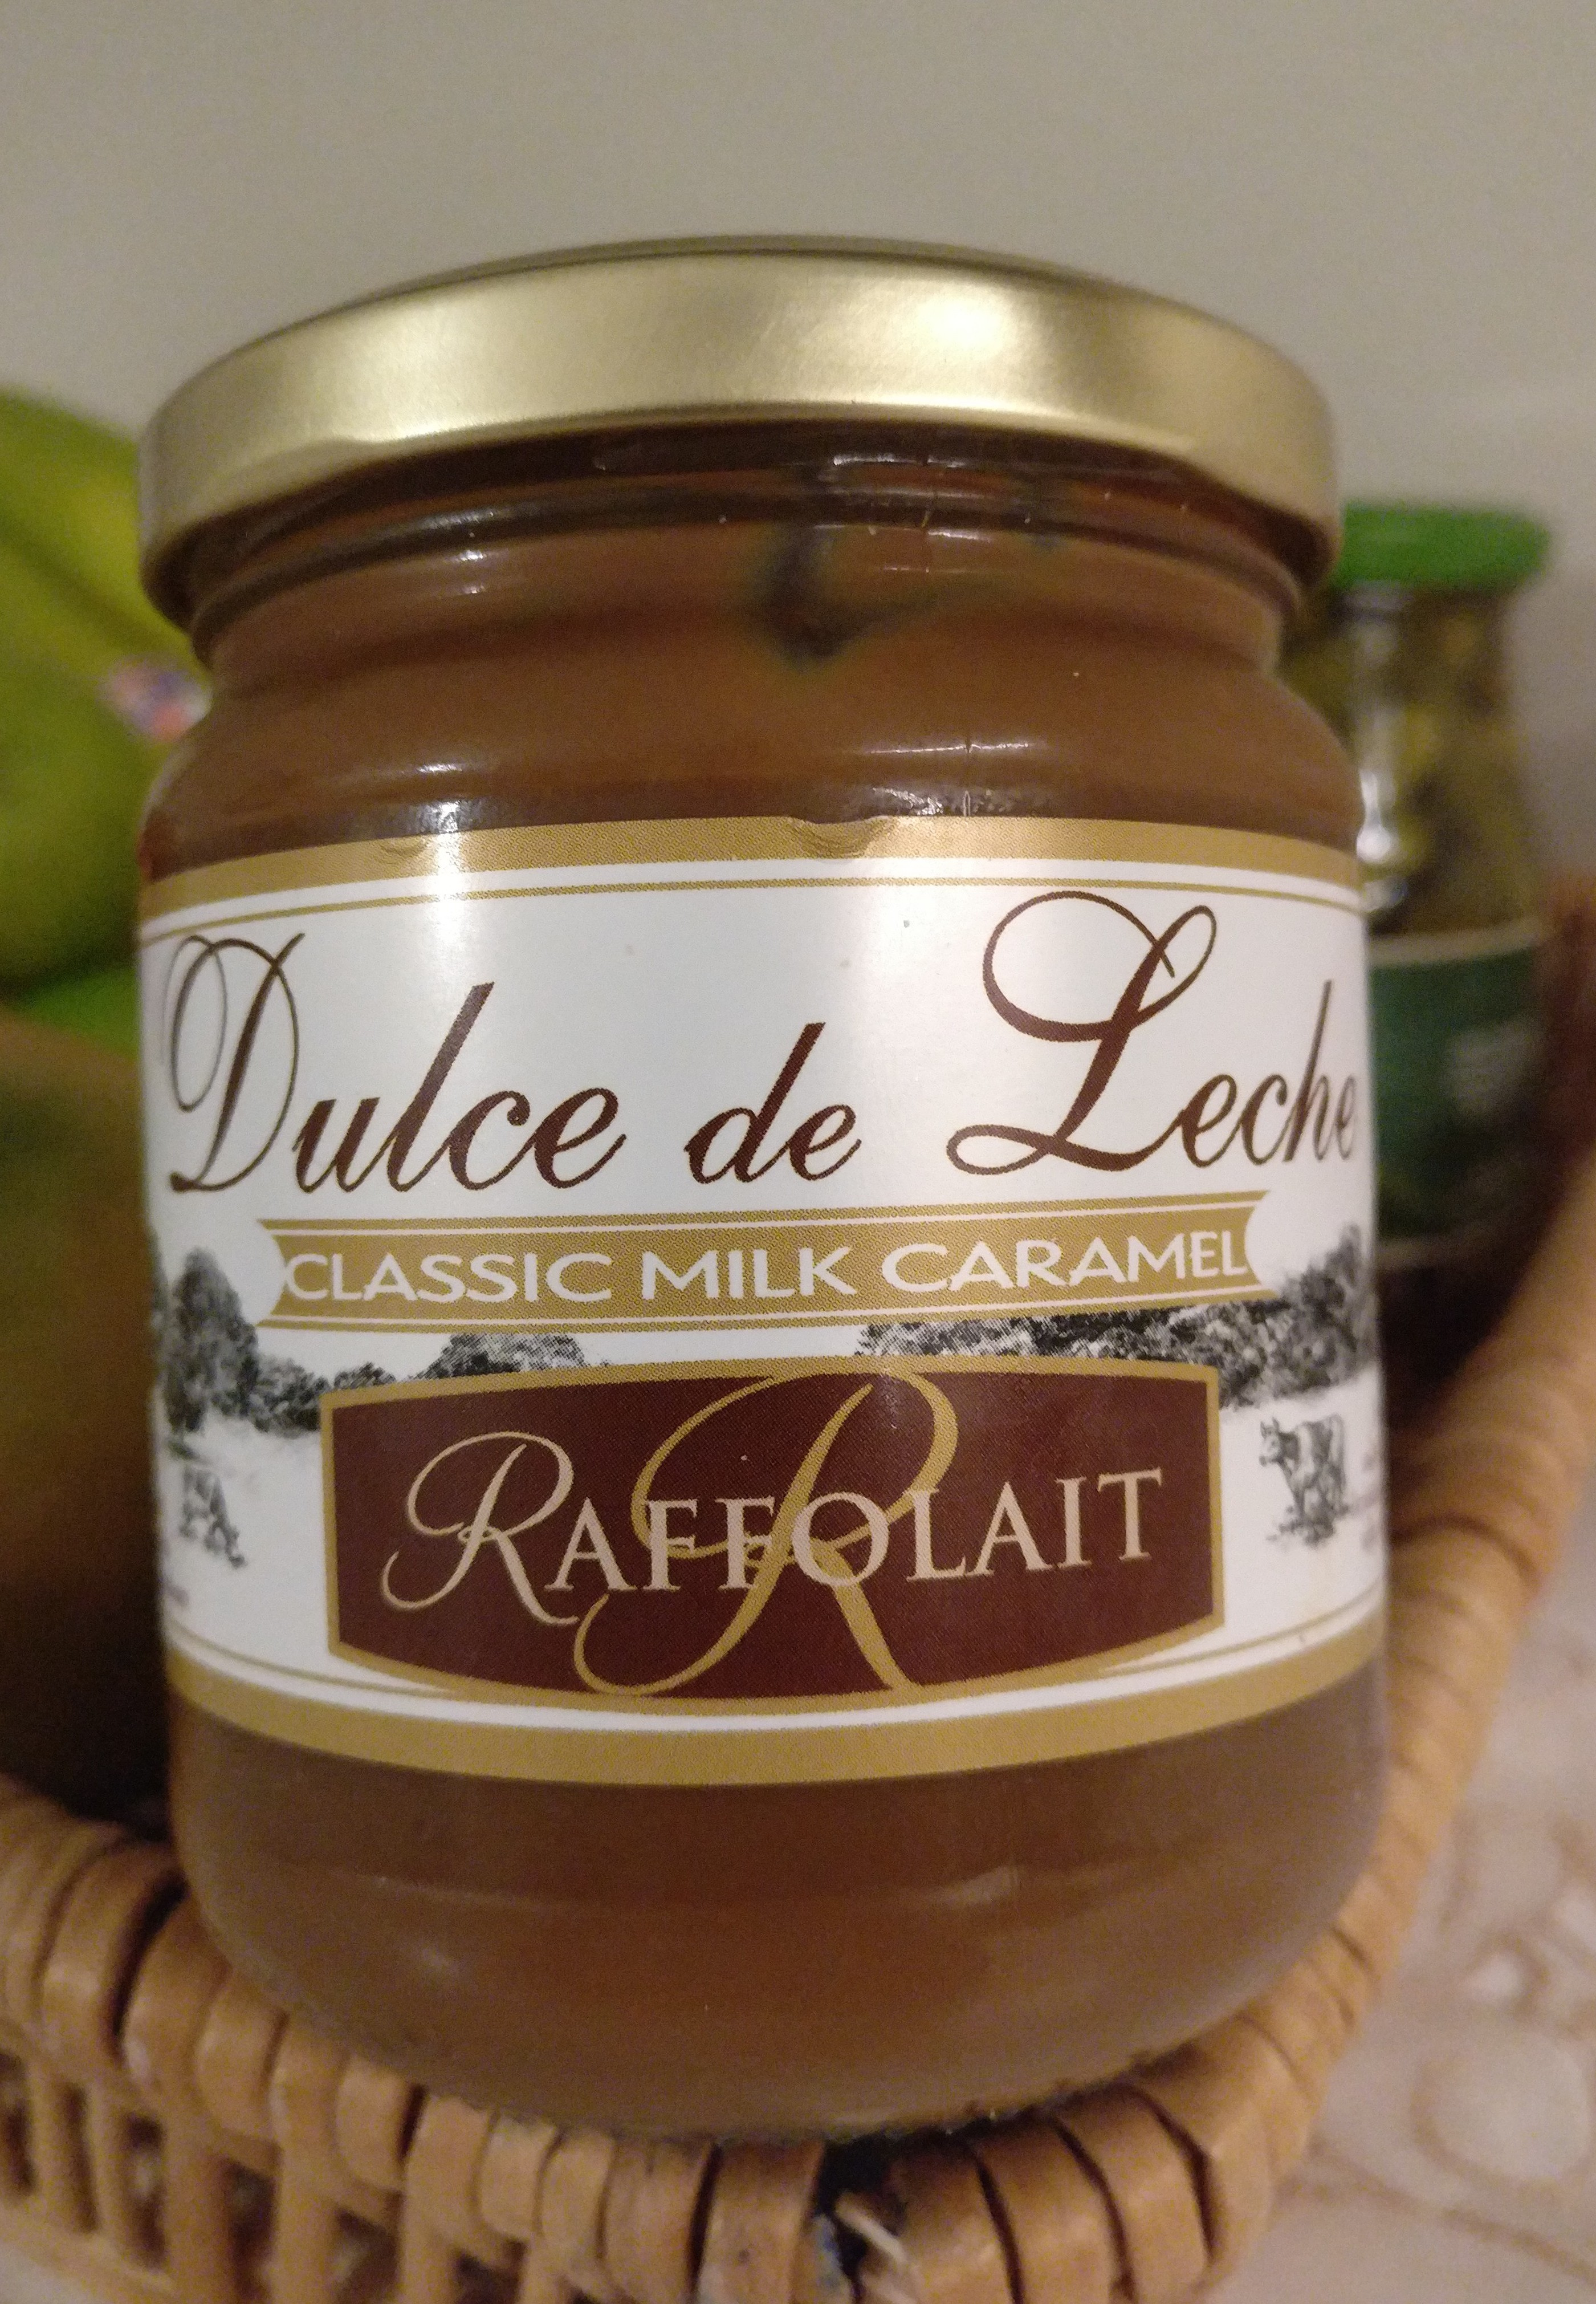 Dulce de Leche
CLASSIC MILK CARAMEL
RAFFOLAIT